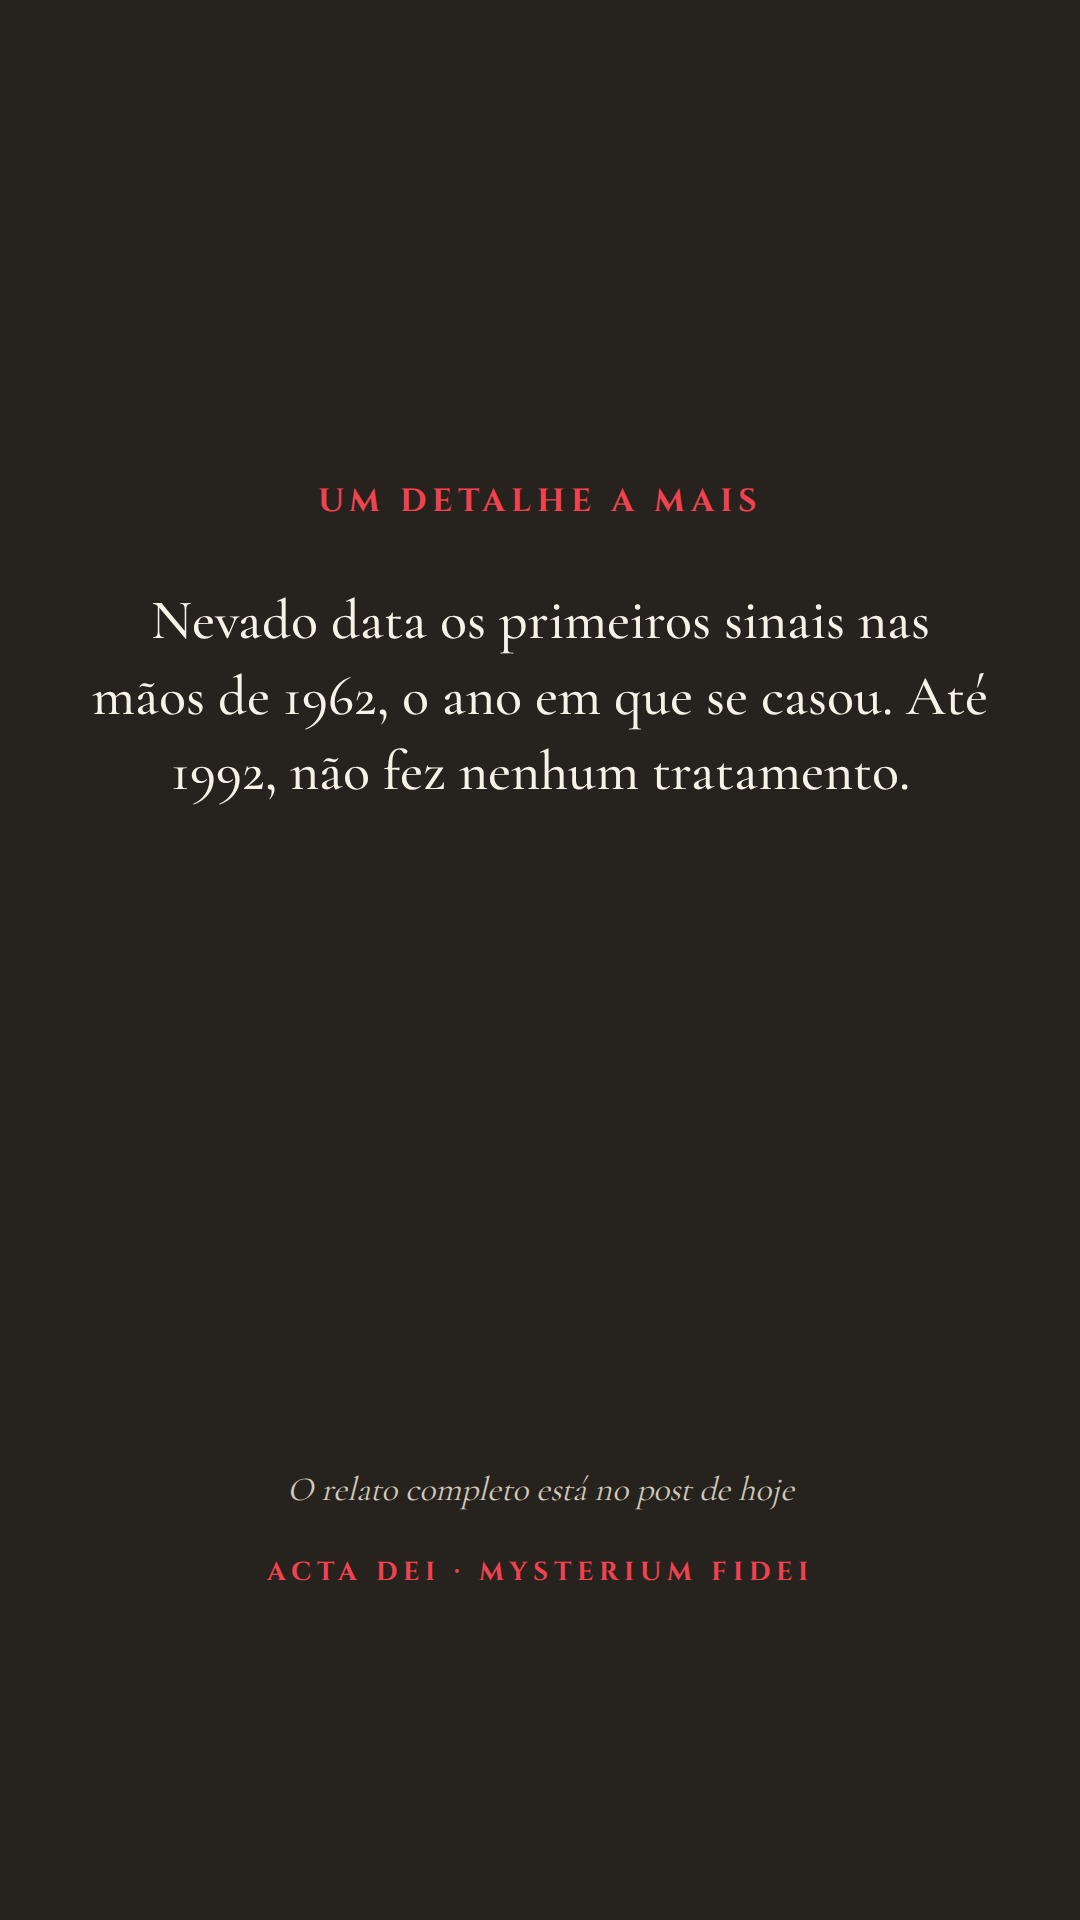 UM DETALHE A MAIS
Nevado data os primeiros sinais nas
mãos de 1962, o ano em que se casou. Até
1992, não fez nenhum tratamento.
O relato completo está no post de hoje
ACTA DEI · MYSTERIUM FIDEI